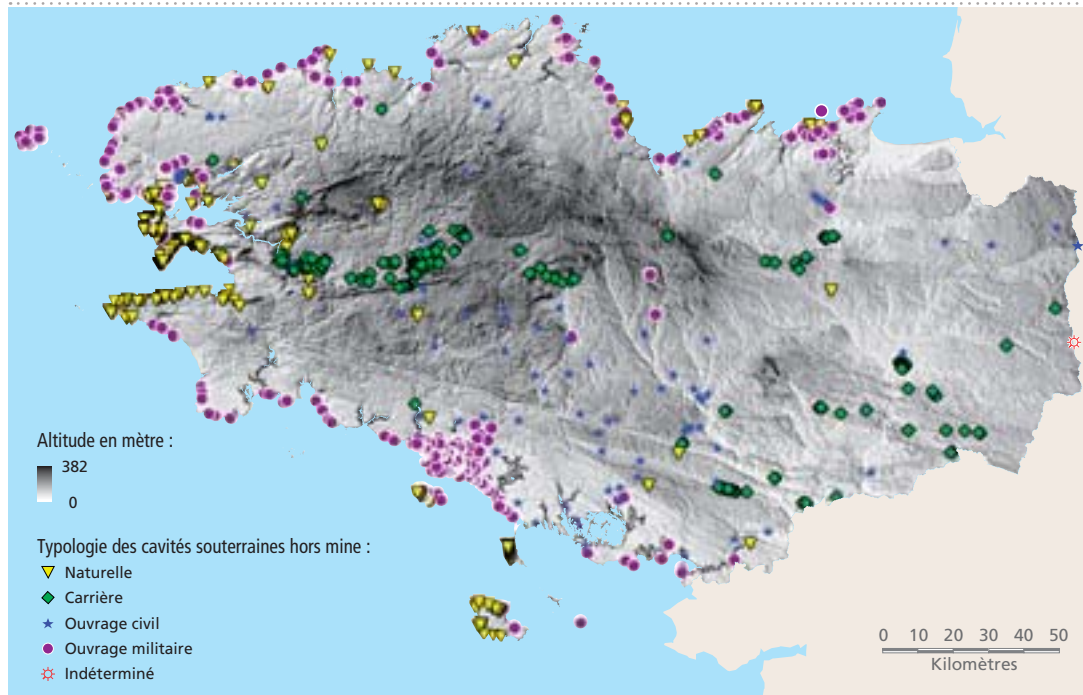 Altitude en mètre :
382
0
Typologie des cavités souterraines hors mine :
Naturelle
Carrière
Ouvrage civil
Ouvrage militaire
Indéterminé
0 10 20 30 40 50
Kilomètres